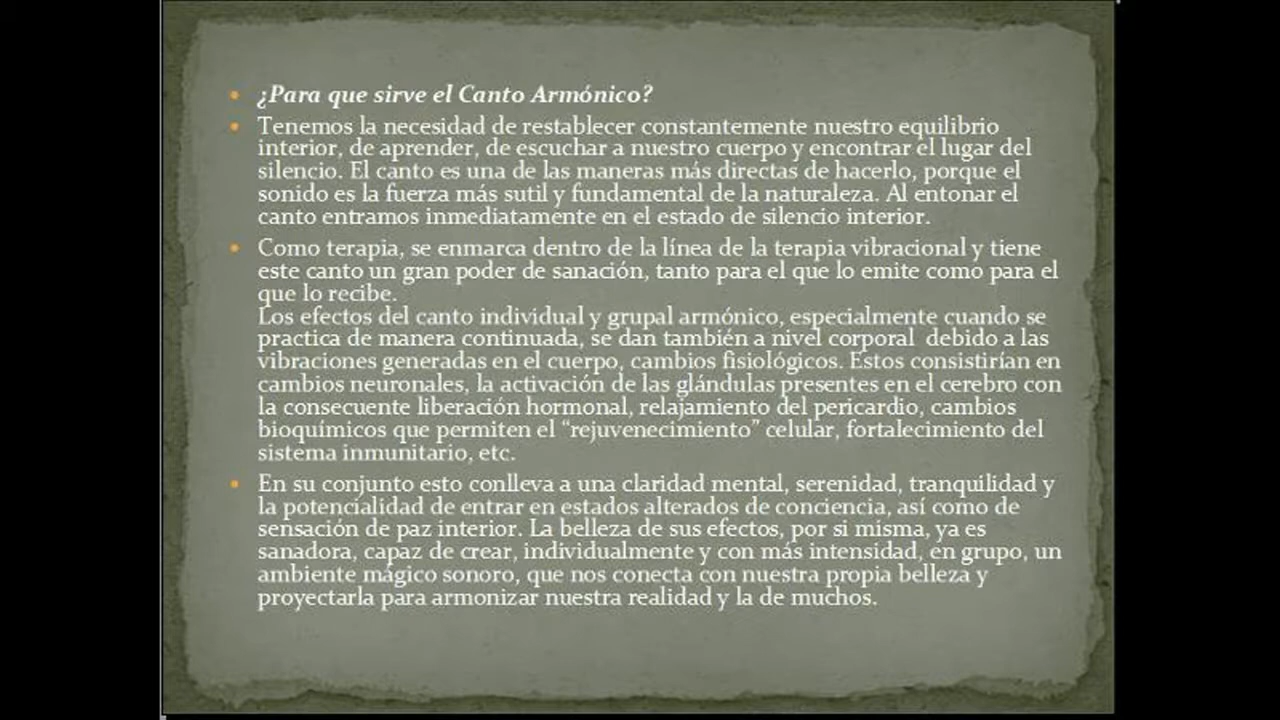 ¿Para que sirve el Canto Armónico?
Tenemos la necesidad de restablecer constantemente nuestro equilibrio
interior, de aprender, de escuchar a nuestro cuerpo y encontrar el lugar del
silencio. El canto es una de las maneras más directas de hacerlo, porque el
sonido es la fuerza más sutil y fundamental de la naturaleza. Al entonar el
canto entramos inmediatamente en el estado de silencio interior.
Como terapia, se enmarca dentro de la línea de la terapia vibracional y tiene
este canto un gran poder de sanación, tanto para el que lo emite como para el
que lo recibe.
Los efectos del canto individual y grupal armónico, especialmente cuando se
practica de manera continuada, se dan también a nivel corporal debido a las
vibraciones generadas en el cuerpo, cambios fisiológicos. Estos consistirían en
cambios neuronales, la activación de las glándulas presentes en el cerebro con
la consecuente liberación hormonal, relajamiento del pericardio, cambios
bioquímicos que permiten el “rejuvenecimiento” celular, fortalecimiento del
sistema inmunitario, etc.
En su conjunto esto conlleva a una claridad mental, serenidad, tranquilidad y
la potencialidad de entrar en estados alterados de conciencia, así como de
sensación de paz interior. La belleza de sus efectos, por si misma, ya es
sanadora, capaz de crear, individualmente y con más intensidad, en grupo, un
ambiente mágico sonoro, que nos conecta con nuestra propia belleza y
proyectarla para armonizar nuestra realidad y la de muchos.